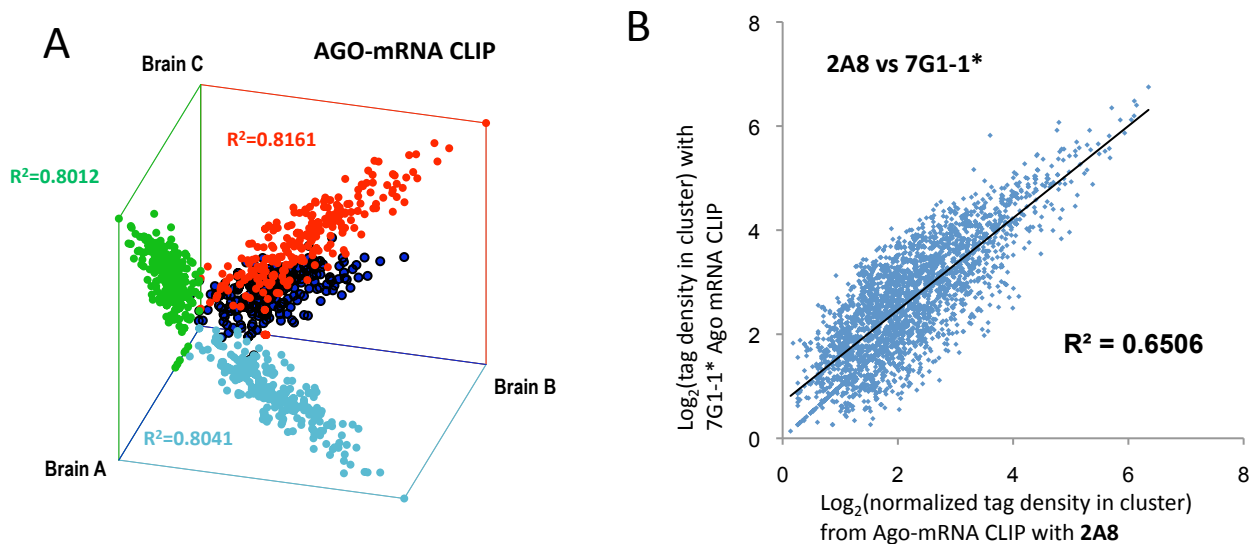 A
AGO-mRNA CLIP
Brain C
R²=0.8161
R²=0.8012
Brain B
R²=0.8041
Brain A
B
8
2A8 vs 7G1-1*
6
4
2
R² = 0.6506
0
0 2 4 6 8
Log₂(tag density in cluster) with
7G1-1* Ago mRNA CLIP
Log₂(normalized tag density in cluster)
from Ago-mRNA CLIP with 2A8